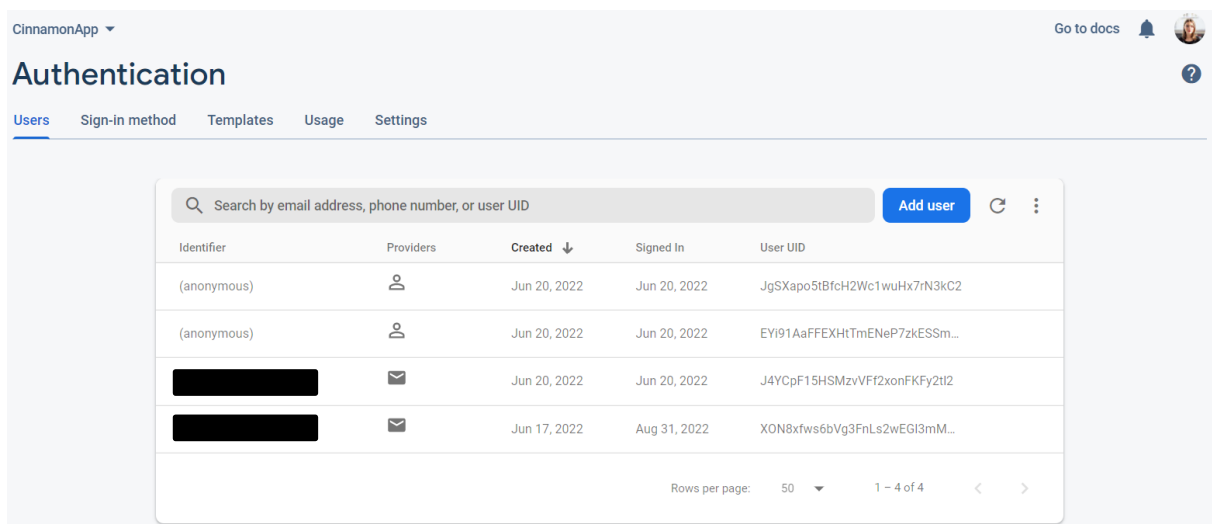 CinnamonApp Go to docs
Authentication
Users Sign-in method Templates Usage Settings
Search by email address, phone number, or user UID Add user
Identifier Providers Created Signed In User UID
(anonymous) Jun 20, 2022 Jun 20, 2022 JgSXapo5tBfcH2Wc1wuHx7rN3kC2
(anonymous) Jun 20, 2022 Jun 20, 2022 EYi91AaFFEXHtTmENeP7zkESSm...
Jun 20, 2022 Jun 20, 2022 J4YCpF15HSMzvVFf2xonFKFy2tI2
Jun 17, 2022 Aug 31, 2022 XON8xfws6bVg3FnLs2wEGI3mM...
Rows per page: 50 1 – 4 of 4